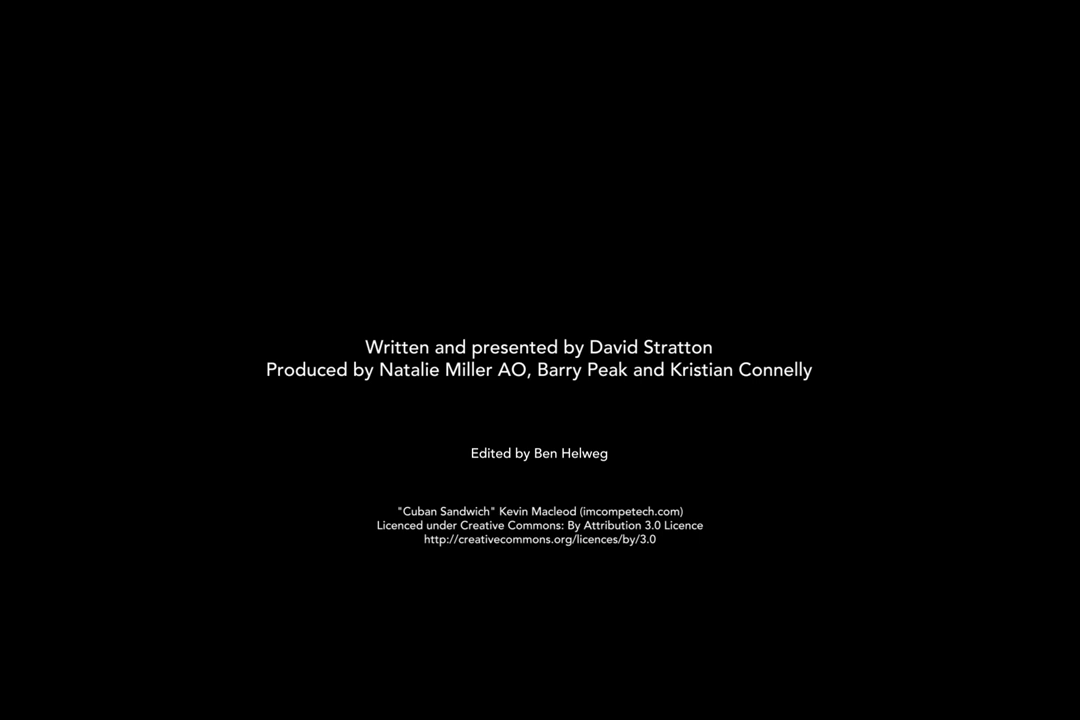 Written and presented by David Stratton
Produced by Natalie Miller AO, Barry Peak and Kristian Connelly
Edited by Ben Helweg
"Cuban Sandwich" Kevin Macleod (imcompetech.com)
Licenced under Creative Commons: By Attribution 3.0 Licence
http://creativecommons.org/licences/by/3.0